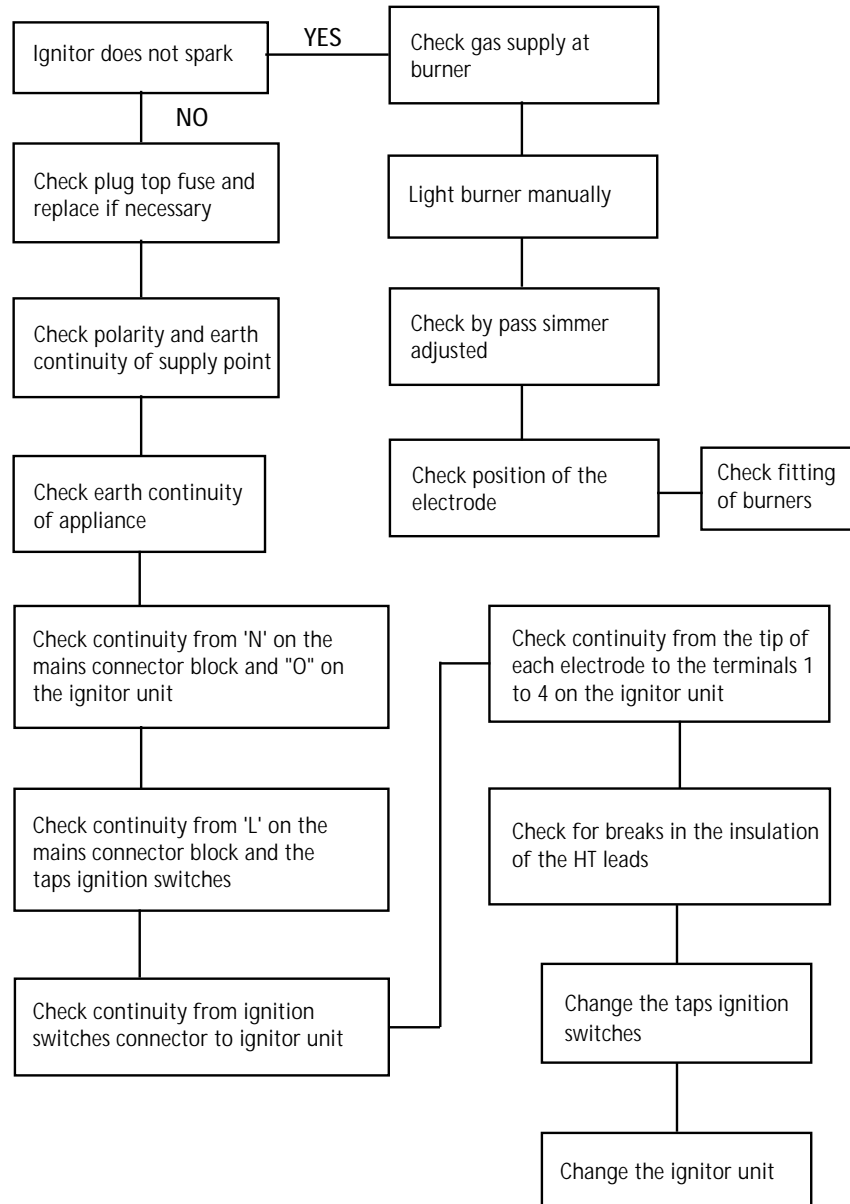 Ignitor does not spark
YES
Check gas supply at
burner
NO
Check plug top fuse and
replace if necessary
Light burner manually
Check polarity and earth
continuity of supply point
Check by pass simmer
adjusted
Check earth continuity
of appliance
Check position of the
electrode
Check fitting
of burners
Check continuity from 'N' on the
mains connector block and "O" on
the ignitor unit
Check continuity from 'L' on the
mains connector block and the
taps ignition switches
Check continuity from ignition
switches connector to ignitor unit
Check continuity from the tip of
each electrode to the terminals 1
to 4 on the ignitor unit
Check for breaks in the insulation
of the HT leads
Change the taps ignition
switches
Change the ignitor unit